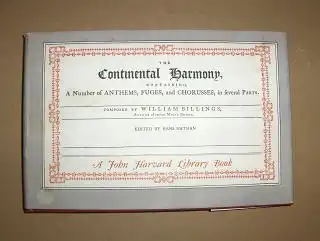 THE
Continental Harmony,
CONTAINING,
A Number of ANTHEMS, FUGES, and CHORUSSES, in several PARTS.
COMPOSED BY WILLIAM BILLINGS,
EDITED BY HANS NATHAN
A John Harvard Library Book